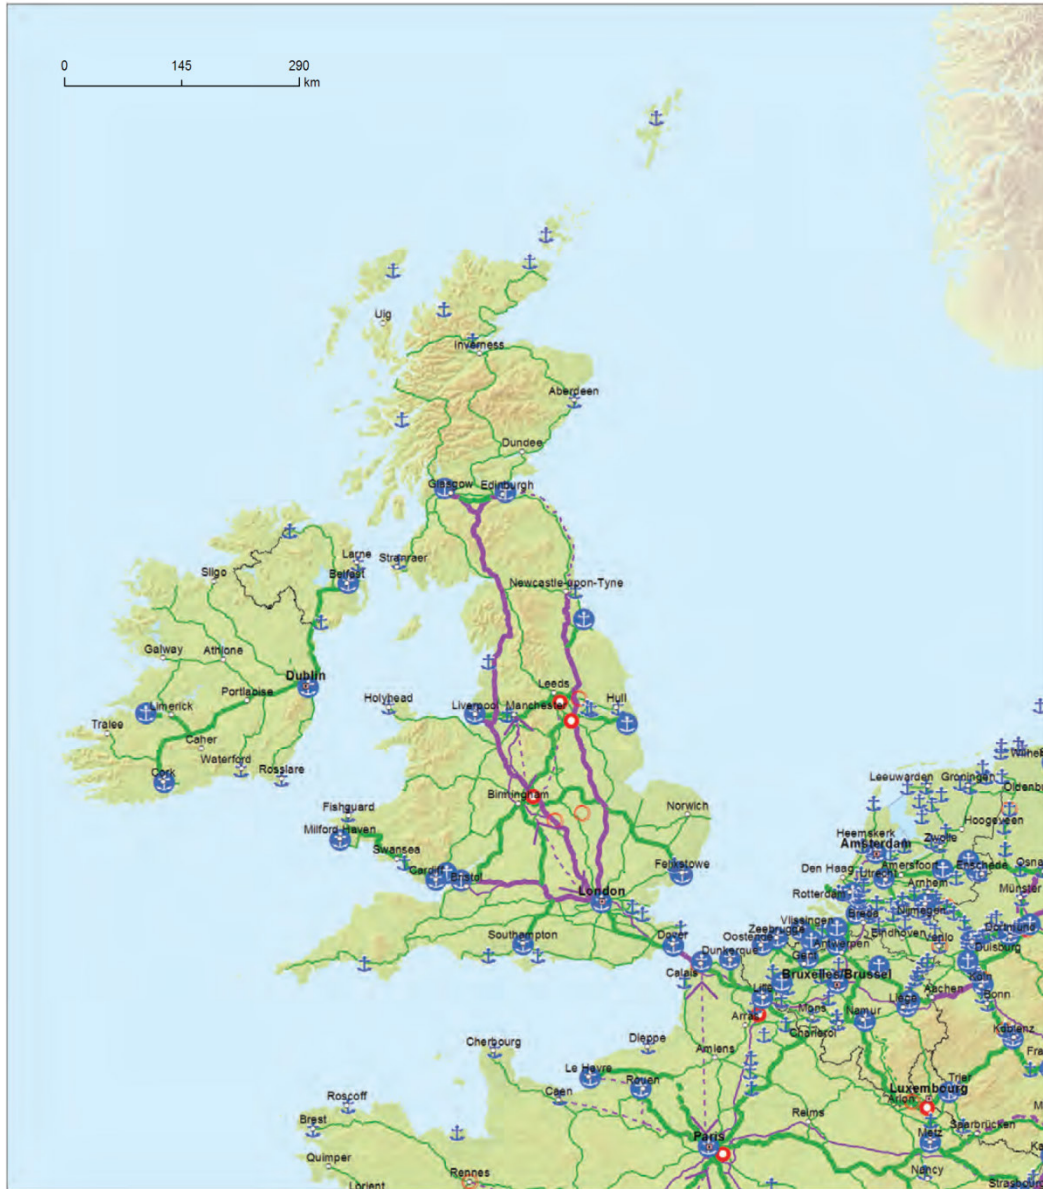 0 145 290
km
Uig
Inverness
Aberdeen
Dundee
Glasgow
Edinburgh
Larne
Stranraer
Sligo
Belfast
Newcastle-upon-Tyne
Galway
Athlone
Dublin
Portlaoise
Leeds
Holyhead
Liverpool
Manchester
Hull
Limerick
Tralee
Caher
Waterford
Rosslare
Cork
Birmingham
Norwich
Leeuwarden
Groningen
Oldenbu
Hoogeveen
Fishguard
Milford Haven
Heemskerk
Zwolle
Amsterdam
Swansea
Cardiff
Bristol
Felixstowe
Den Haag
Utrecht
Amersfoort
Enschede
Osna
London
Rotterdam
Arnhem
Münster
Breda
Nijmegen
Southampton
Dover
Oostende
Zeebrugge
Vlissingen
Eindhoven
Venlo
Dortmund
Dunkerque
Gent
Antwerpen
Duisburg
Calais
Bruxelles/Brussel
Köln
Aachen
Lille
Liège
Bonn
Arras
Mons
Namur
Charleroi
Koblenz
Cherbourg
Dieppe
Amiens
Fra
Le Havre
Rouen
Trier
Luxembourg
Arlon
Caen
Roscoff
Brest
Reims
Saarbrücken
Paris
Metz
Quimper
Rennes
Nancy
Lorient
Strasbourg